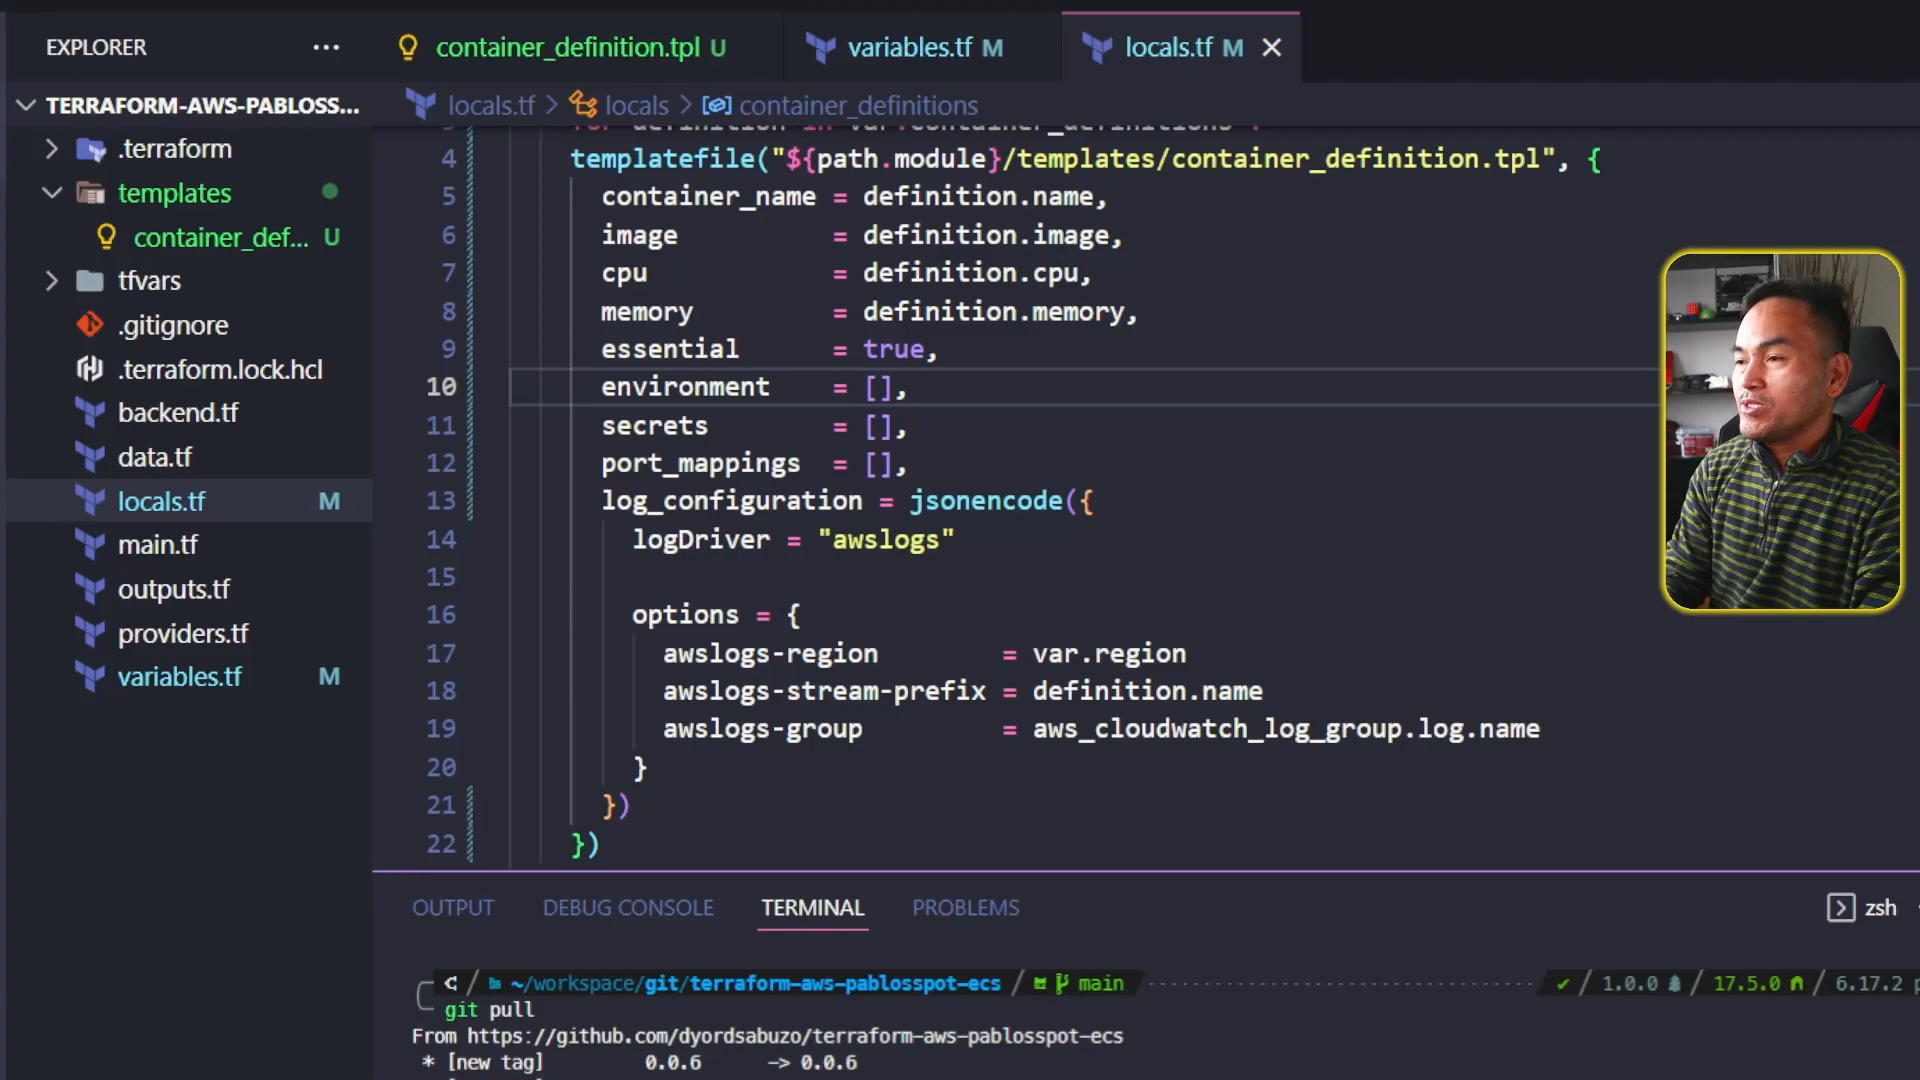 EXPLORER
container_definition.tpl U
variables.tf M
locals.tf M
TERRAFORM-AWS-PABLOSS...
locals.tf > locals > container_definitions
.terraform
templates
container_def... U
tfvars
.gitignore
.terraform.lock.hcl
backend.tf
data.tf
locals.tf M
main.tf
outputs.tf
providers.tf
variables.tf M
for definition in var.container_definitions :
4 templatefile("${path.module}/templates/container_definition.tpl", {
5 container_name = definition.name,
6 image = definition.image,
7 cpu = definition.cpu,
8 memory = definition.memory,
9 essential = true,
10 environment = [],
11 secrets = [],
12 port_mappings = [],
13 log_configuration = jsonencode({
14 logDriver = "awslogs"
15
16 options = {
17 awslogs-region = var.region
18 awslogs-stream-prefix = definition.name
19 awslogs-group = aws_cloudwatch_log_group.log.name
20 }
21 })
22 })
OUTPUT DEBUG CONSOLE TERMINAL PROBLEMS
zsh
~/workspace/git/terraform-aws-pablosspot-ecs main 1.0.0 17.5.0 6.17.2
git pull
From https://github.com/dyordsabuzo/terraform-aws-pablosspot-ecs
* [new tag] 0.0.6 -> 0.0.6